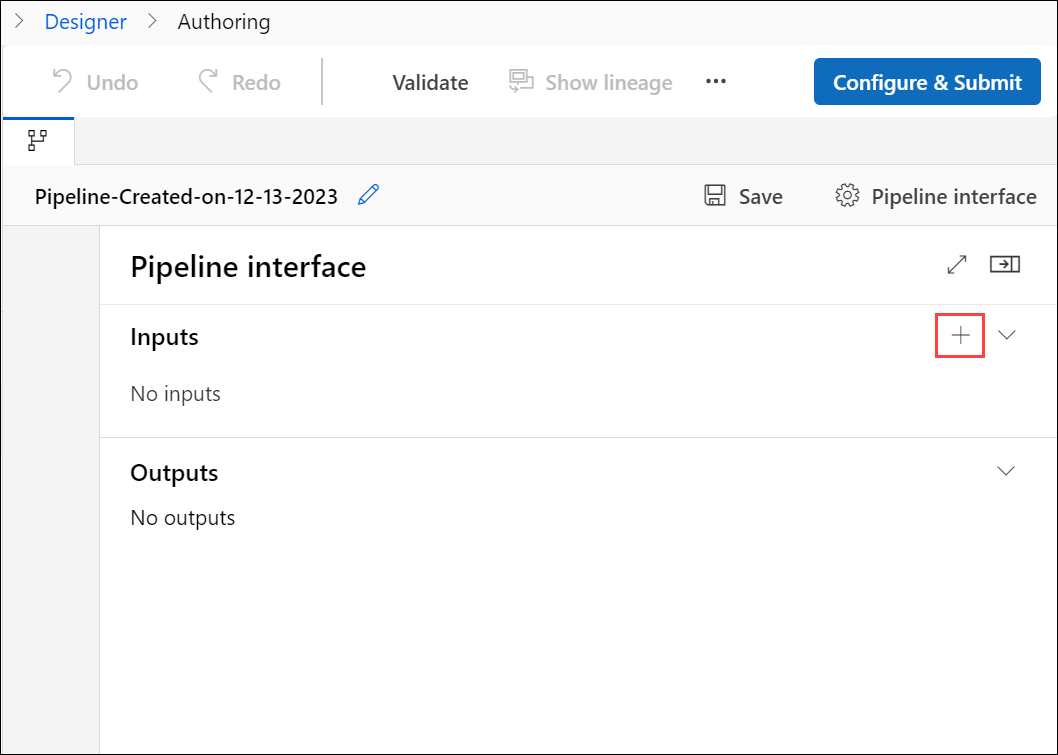 Designer Authoring
Undo Redo Validate Show lineage ... Configure & Submit
Pipeline-Created-on-12-13-2023 Save Pipeline interface
Pipeline interface
Inputs
No inputs
Outputs
No outputs